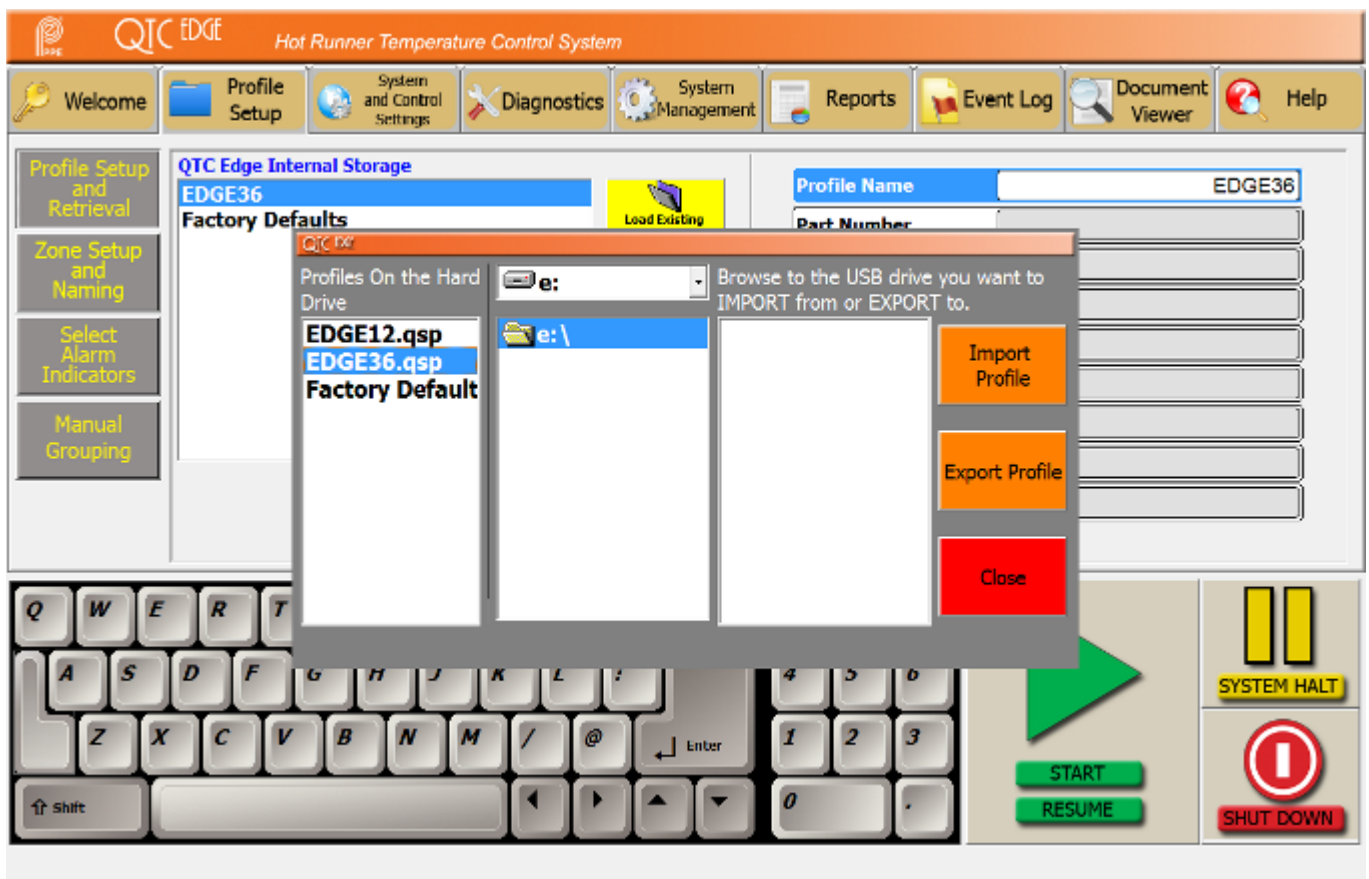 PPE
QTC EDGE
Hot Runner Temperature Control System
Welcome
Profile
Setup
System
and Control
Settings
Diagnostics
System
Management
Reports
Event Log
Document
Viewer
Help
Profile Setup
and
Retrieval
Zone Setup
and
Naming
Select
Alarm
Indicators
Manual
Grouping
QTC Edge Internal Storage
EDGE36
Factory Defaults
Load Existing
Profile Name
EDGE36
Part Number
QTC
Profiles On the Hard
Drive
EDGE12.qsp
EDGE36.qsp
Factory Default
e:
e:\
Browse to the USB drive you want to
IMPORT from or EXPORT to.
Import
Profile
Export Profile
Close
Q W E R T
A S D F G H J K L : 4 5 6
Z X C V B N M / @ Enter 1 2 3
Shift 0 .
START
RESUME
SYSTEM HALT
SHUT DOWN